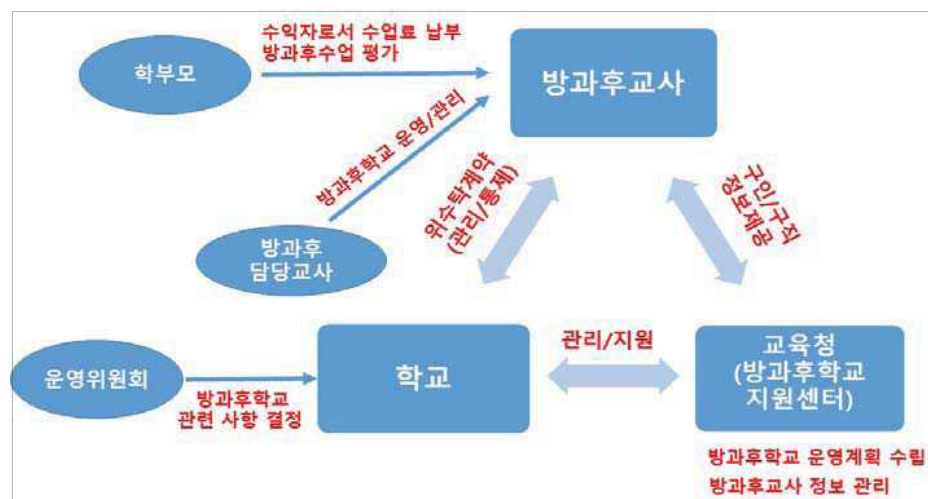 수익자로서 수업료 납부
방과후수업 평가
학부모
방과후교사
방과후학교 운영/관리
위수탁계약
(관리/통제)
구인/구직
정보제공
방과후
담당교사
운영위원회
방과후학교
관련 사항 결정
학교
관리/지원
교육청
(방과후학교
지원센터)
방과후학교 운영계획 수립
방과후교사 정보 관리